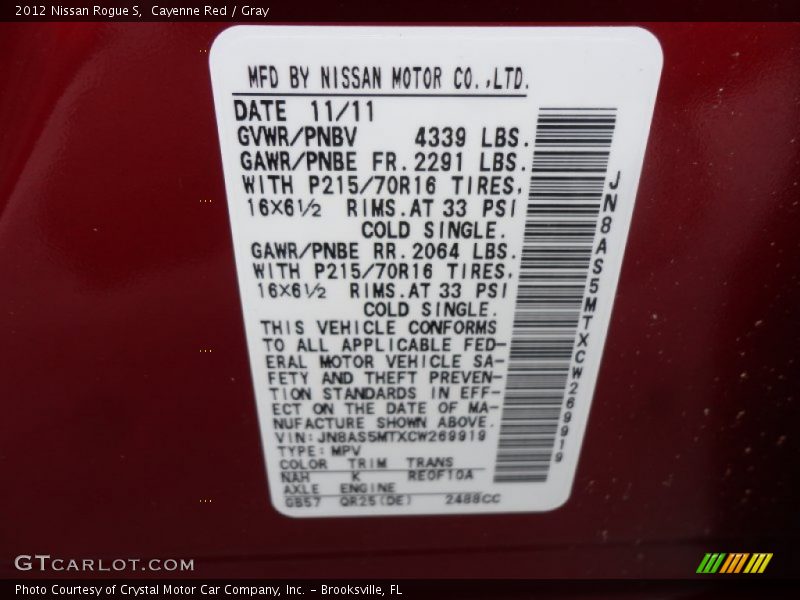 2012 Nissan Rogue S,  Cayenne Red / Gray
MFD BY NISSAN MOTOR CO.,LTD.
DATE 11/11
GVWR/PNBV 4339 LBS.
GAWR/PNBE FR. 2291 LBS.
WITH P215/70R16 TIRES,
16X6½ RIMS. AT 33 PSI
COLD SINGLE.
GAWR/PNBE RR. 2064 LBS.
WITH P215/70R16 TIRES,
16X6½ RIMS. AT 33 PSI
COLD SINGLE.
THIS VEHICLE CONFORMS
TO ALL APPLICABLE FED-
ERAL MOTOR VEHICLE SA-
FETY AND THEFT PREVEN-
TION STANDARDS IN EFF-
ECT ON THE DATE OF MA-
NUFACTURE SHOWN ABOVE.
VIN: JN8AS5MTXCW269919
TYPE: MPV
COLOR TRIM TRANS
NAH K RE0F10A
AXLE ENGINE
GB57 QR25(DE) 2488CC
JN8AS5MTXCW269919
GTCARLOT.COM
Photo Courtesy of Crystal Motor Car Company, Inc. - Brooksville, FL